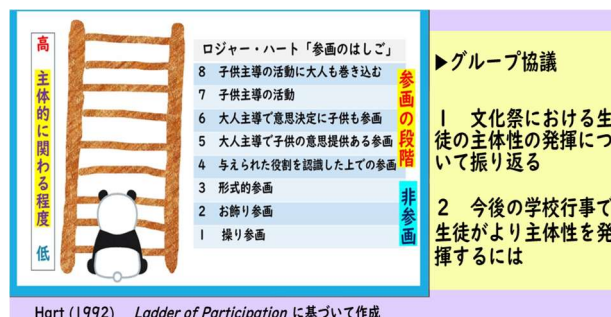 高
主体的に関わる程度
低
ロジャー・ハート「参画のはしご」
8 子供主導の活動に大人も巻き込む
7 子供主導の活動
6 大人主導で意思決定に子供も参画
5 大人主導で子供の意思提供ある参画
4 与えられた役割を認識した上での参画
3 形式的参画
2 お飾り参画
1 操り参画
参画の段階
非参画
▶グループ協議
1 文化祭における生
徒の主体性の発揮につ
いて振り返る
2 今後の学校行事で
生徒がより主体性を発
揮するには
Hart (1992) Ladder of Participation に基づいて作成